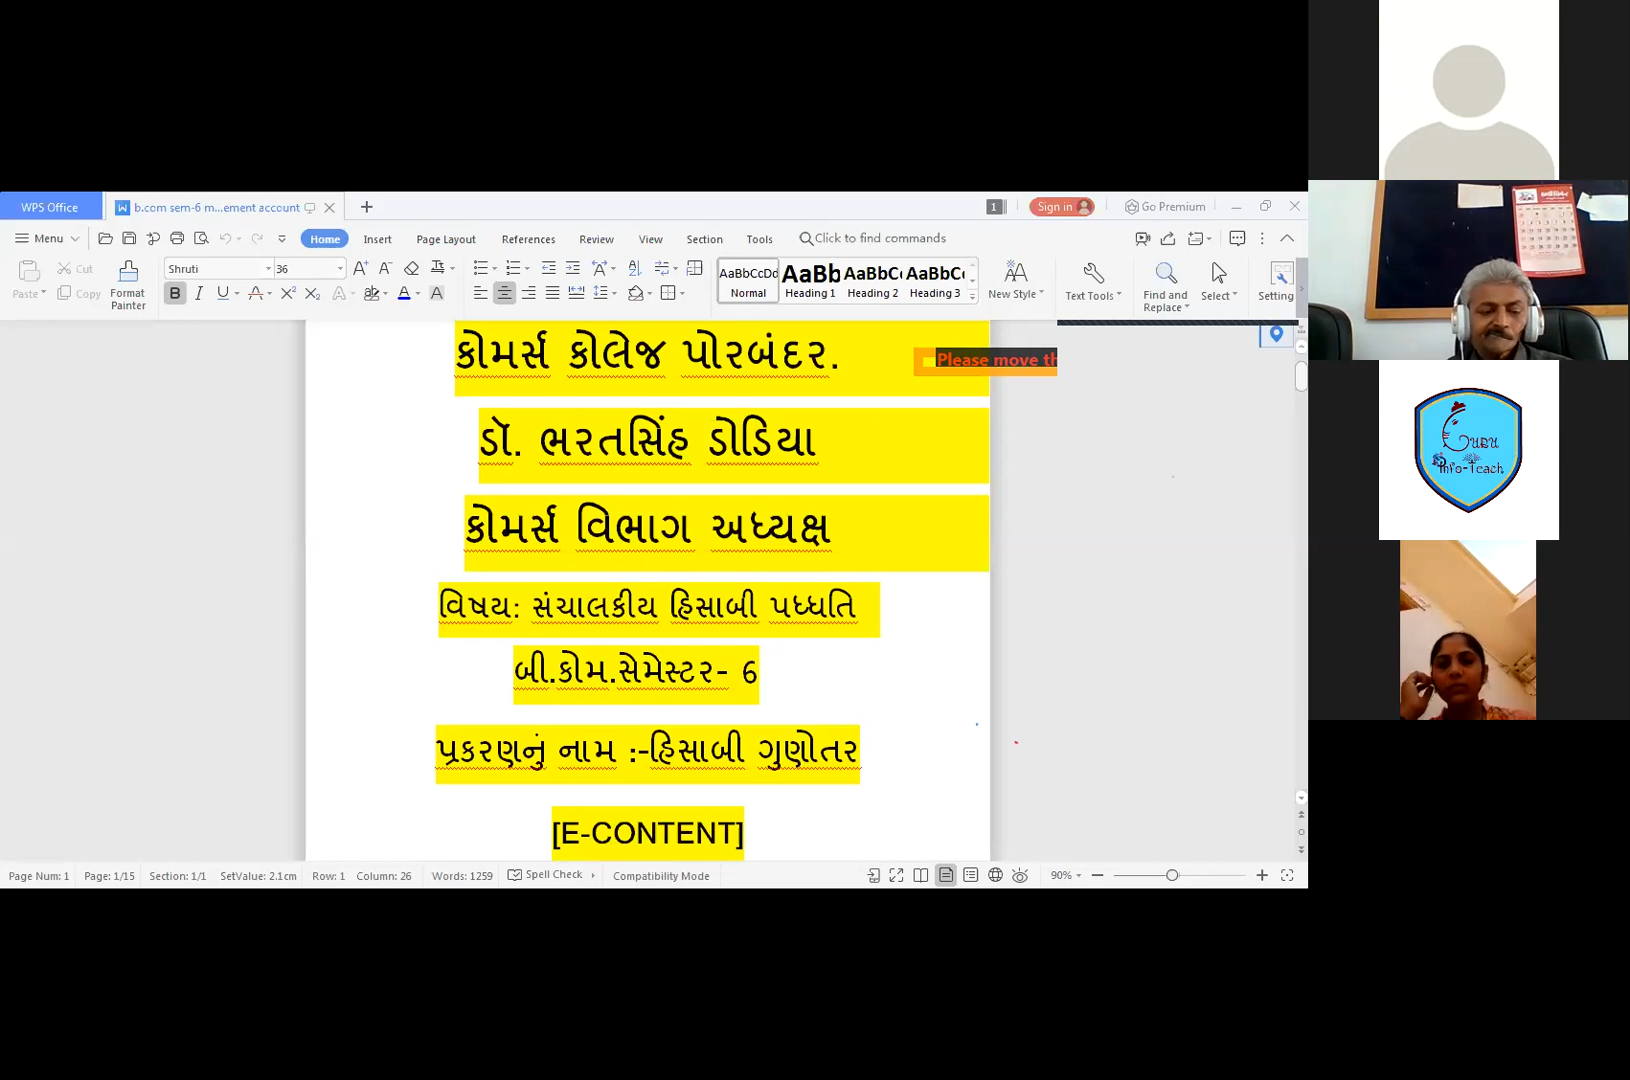 WPS Office
b.com sem-6 m...ement account
1
Sign in
Go Premium
Menu
Home
Insert
Page Layout
References
Review
View
Section
Tools
Click to find commands
Paste
Cut
Copy
Format Painter
Shruti
36
AaBbCcDd
Normal
AaBb
Heading 1
AaBbC
Heading 2
AaBbC
Heading 3
New Style
Text Tools
Find and Replace
Select
Setting
કોમર્સ કોલેજ પોરબંદર.
Please move th
ડૉ. ભરતસિંહ ડોડિયા
કોમર્સ વિભાગ અધ્યક્ષ
વિષય: સંચાલકીય હિસાબી પધ્ધતિ
બી.કોમ.સેમેસ્ટર- 6
પ્રકરણનું નામ :-હિસાબી ગુણોતર
[E-CONTENT]
Page Num: 1
Page: 1/15
Section: 1/1
SetValue: 2.1cm
Row: 1
Column: 26
Words: 1259
Spell Check
Compatibility Mode
90%
Guru
Info-Teach